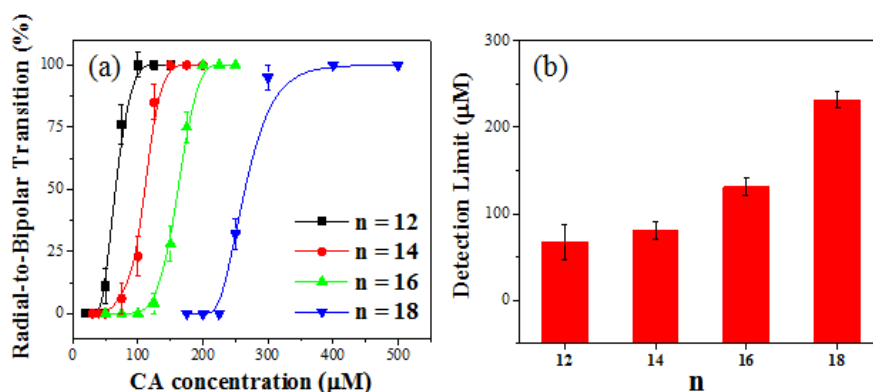 Radial-to-Bipolar Transition (%)
100
75
50
25
0
(a)
n = 12
n = 14
n = 16
n = 18
0 100 200 300 400 500
CA concentration (µM)
Detection Limit (µM)
300
200
100
0
(b)
12 14 16 18
n